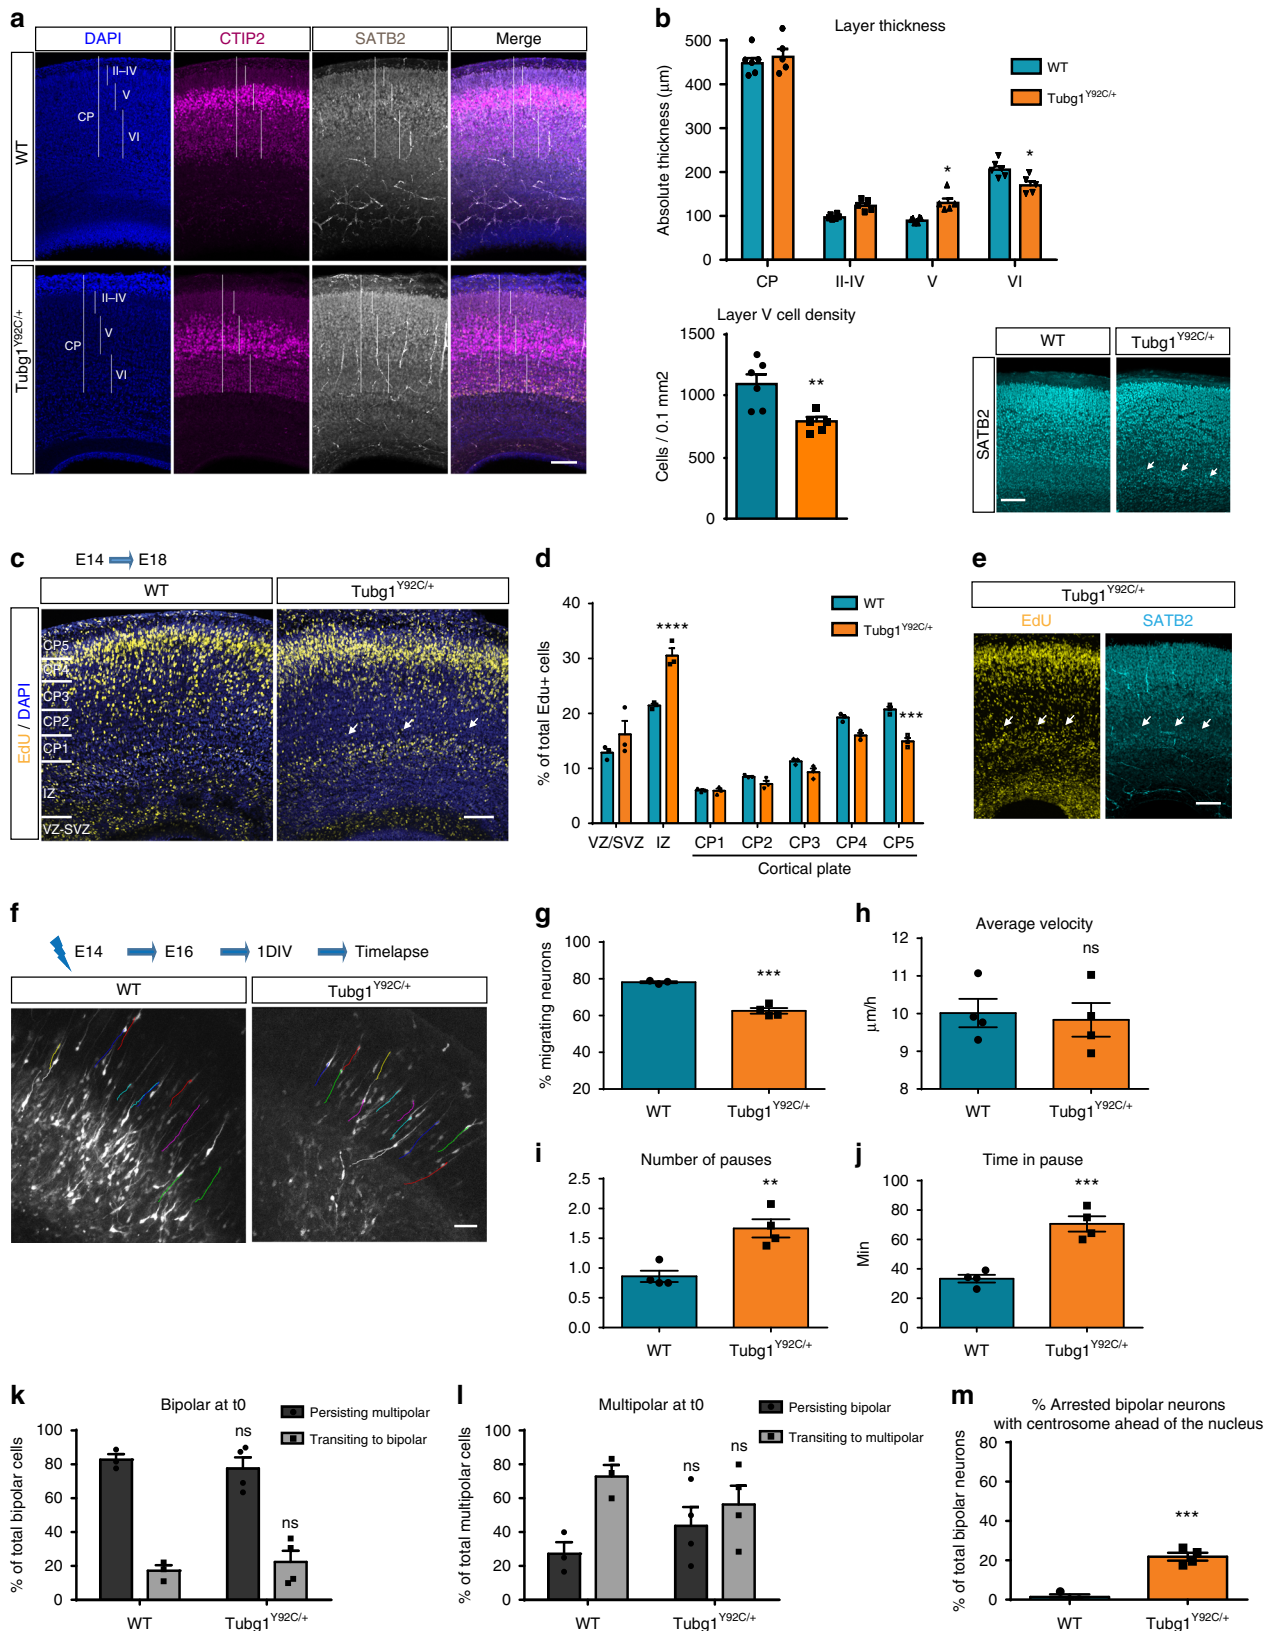 a
DAPI CTIP2 SATB2 Merge
WT
II–IV
V
CP
VI
Tubg1Y92C/+
II–IV
V
CP
VI
b
Layer thickness
Absolute thickness (µm)
500
400
300
200
100
0
WT
Tubg1Y92C/+
* *
CP II-IV V VI
Layer V cell density
Cells / 0.1 mm2
1500
1000
500
0
**
WT Tubg1Y92C/+
SATB2
c
E14 E18
WT Tubg1Y92C/+
EdU / DAPI
CP5
CP4
CP3
CP2
CP1
IZ
VZ-SVZ
d
% of total Edu+ cells
40
30
20
10
0
WT
Tubg1Y92C/+
****
***
VZ/SVZ IZ CP1 CP2 CP3 CP4 CP5
Cortical plate
e
Tubg1Y92C/+
EdU SATB2
f
E14 E16 1DIV Timelapse
WT Tubg1Y92C/+
g
% migrating neurons
100
80
60
40
20
***
WT Tubg1Y92C/+
h
Average velocity
µm/h
12
11
10
9
8
ns
WT Tubg1Y92C/+
i
Number of pauses
2.5
2.0
1.5
1.0
0.5
0.0
**
WT Tubg1Y92C/+
j
Time in pause
Min
100
80
60
40
20
0
***
WT Tubg1Y92C/+
k
Bipolar at t0
% of total bipolar cells
100
80
60
40
20
0
Persisting multipolar
Transiting to bipolar
ns
ns
WT Tubg1Y92C/+
l
Multipolar at t0
% of total multipolar cells
100
80
60
40
20
0
Persisting bipolar
Transiting to multipolar
ns
ns
WT Tubg1Y92C/+
m
% Arrested bipolar neurons
with centrosome ahead of the nucleus
% of total bipolar neurons
80
60
40
20
0
***
WT Tubg1Y92C/+